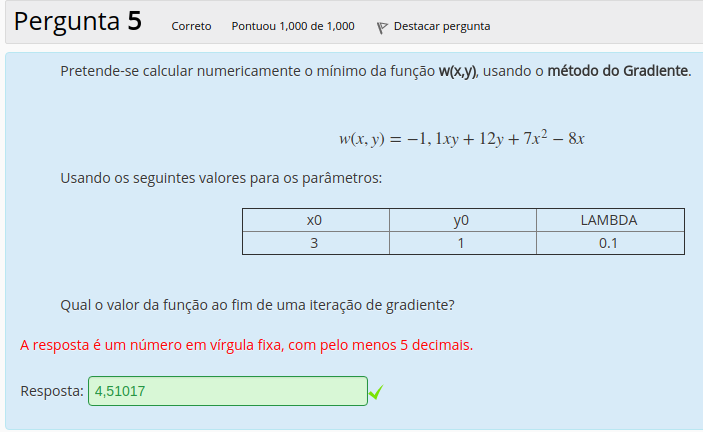 Pergunta 5 Correto Pontuou 1,000 de 1,000 Destacar pergunta
Pretende-se calcular numericamente o mínimo da função w(x,y), usando o método do Gradiente.
w(x, y) = −1, 1xy + 12y + 7x² − 8x
Usando os seguintes valores para os parâmetros:
x0 y0 LAMBDA
3 1 0.1
Qual o valor da função ao fim de uma iteração de gradiente?
A resposta é um número em vírgula fixa, com pelo menos 5 decimais.
Resposta: 4,51017